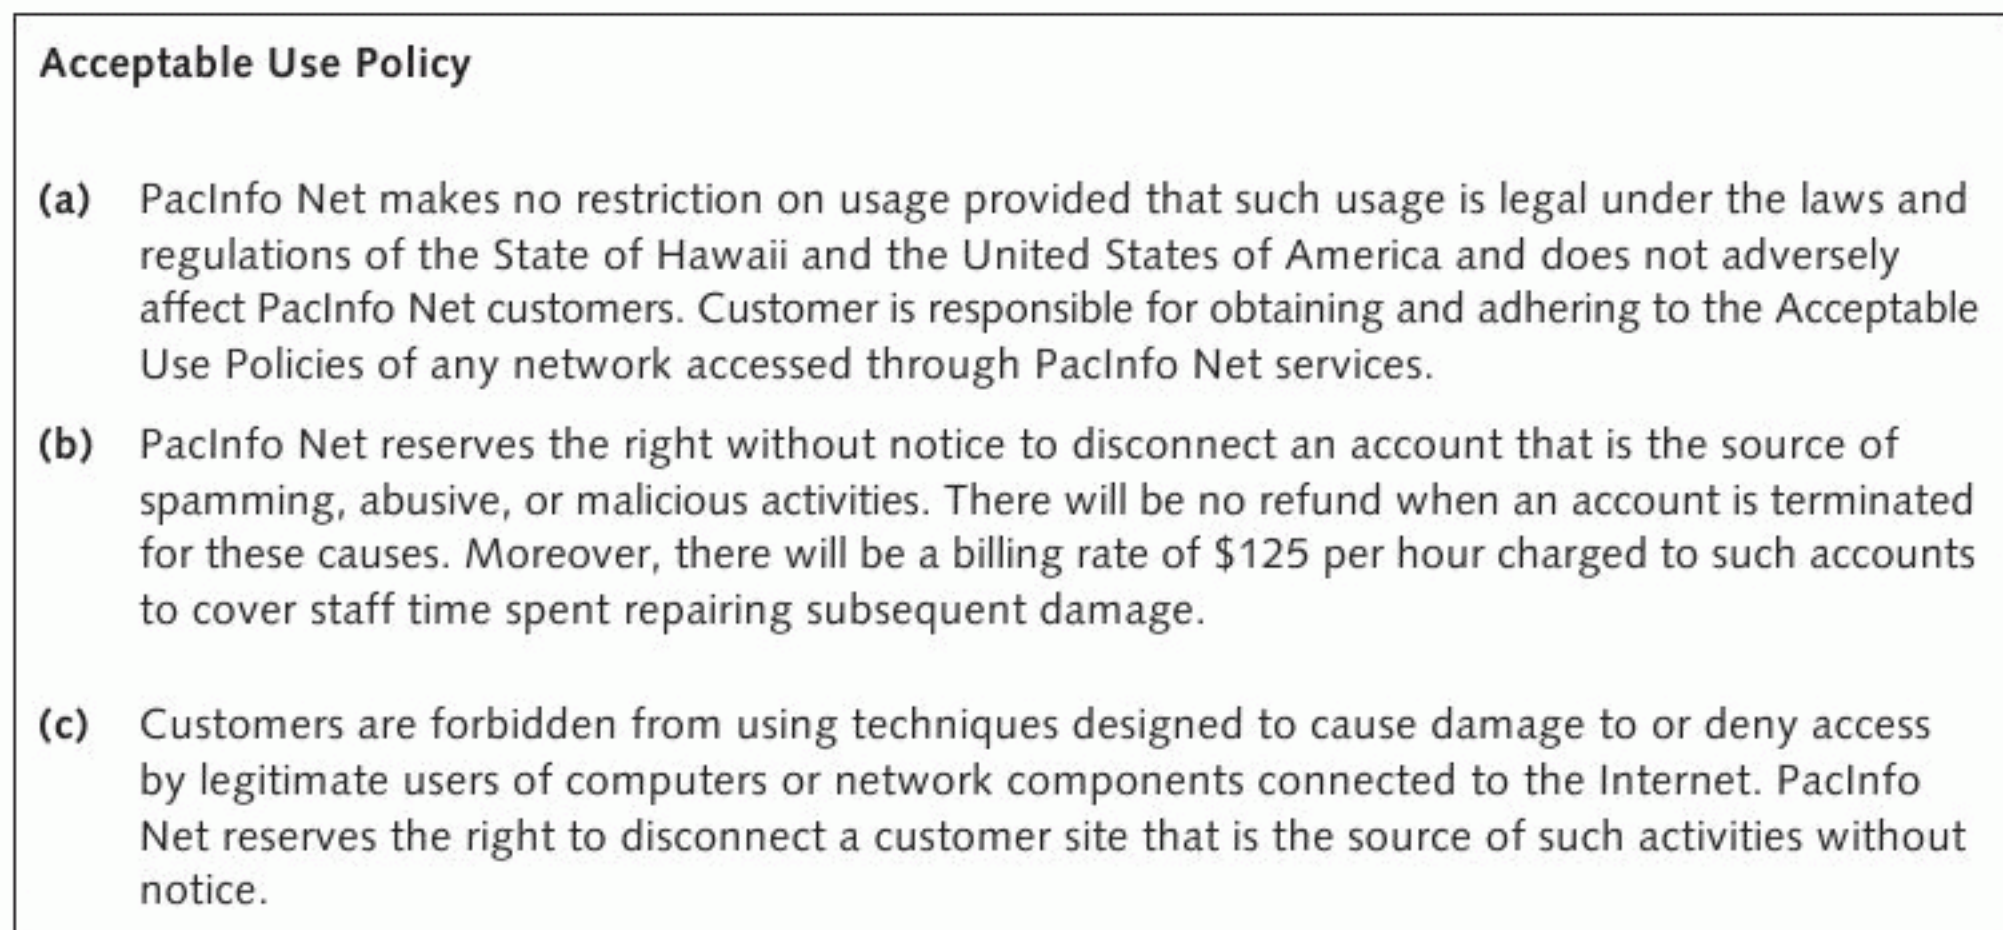 Acceptable Use Policy
(a) PacInfo Net makes no restriction on usage provided that such usage is legal under the laws and
regulations of the State of Hawaii and the United States of America and does not adversely
affect PacInfo Net customers. Customer is responsible for obtaining and adhering to the Acceptable
Use Policies of any network accessed through PacInfo Net services.
(b) PacInfo Net reserves the right without notice to disconnect an account that is the source of
spamming, abusive, or malicious activities. There will be no refund when an account is terminated
for these causes. Moreover, there will be a billing rate of $125 per hour charged to such accounts
to cover staff time spent repairing subsequent damage.
(c) Customers are forbidden from using techniques designed to cause damage to or deny access
by legitimate users of computers or network components connected to the Internet. PacInfo
Net reserves the right to disconnect a customer site that is the source of such activities without
notice.